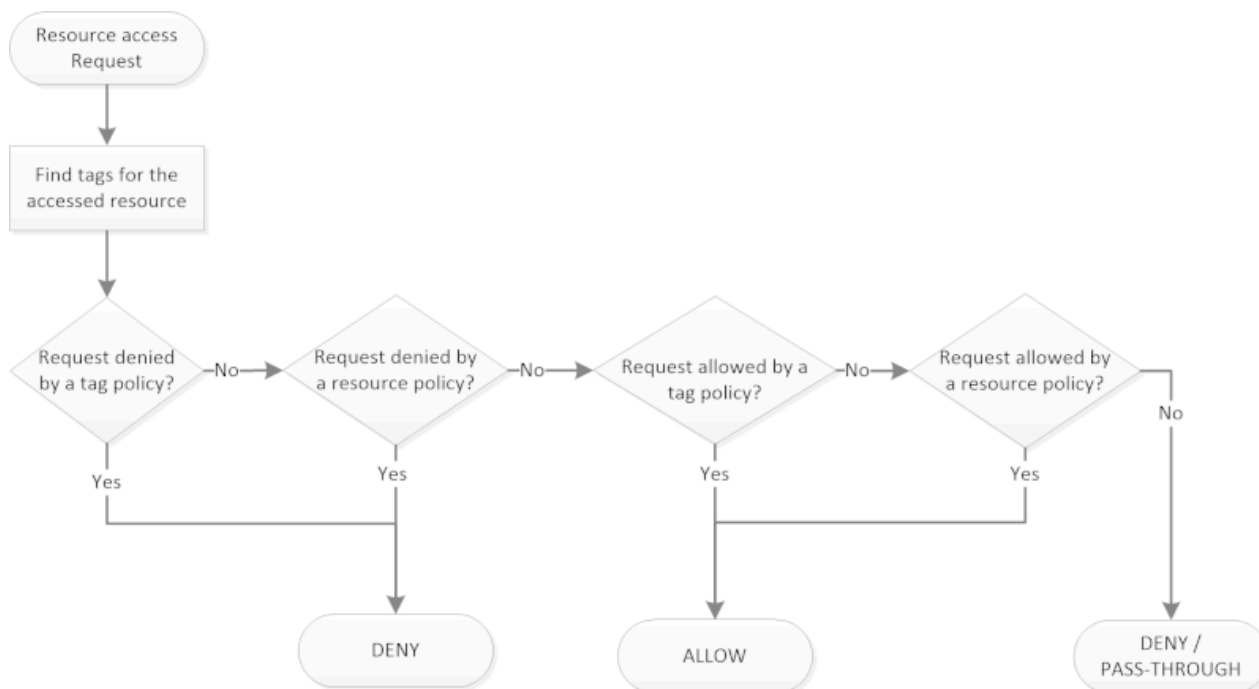 Resource access
Request
Find tags for the
accessed resource
Request denied
by a tag policy?
No
Request denied by
a resource policy?
No
Request allowed by a
tag policy?
No
Request allowed by
a resource policy?
No
Yes
Yes
Yes
Yes
DENY
ALLOW
DENY /
PASS-THROUGH